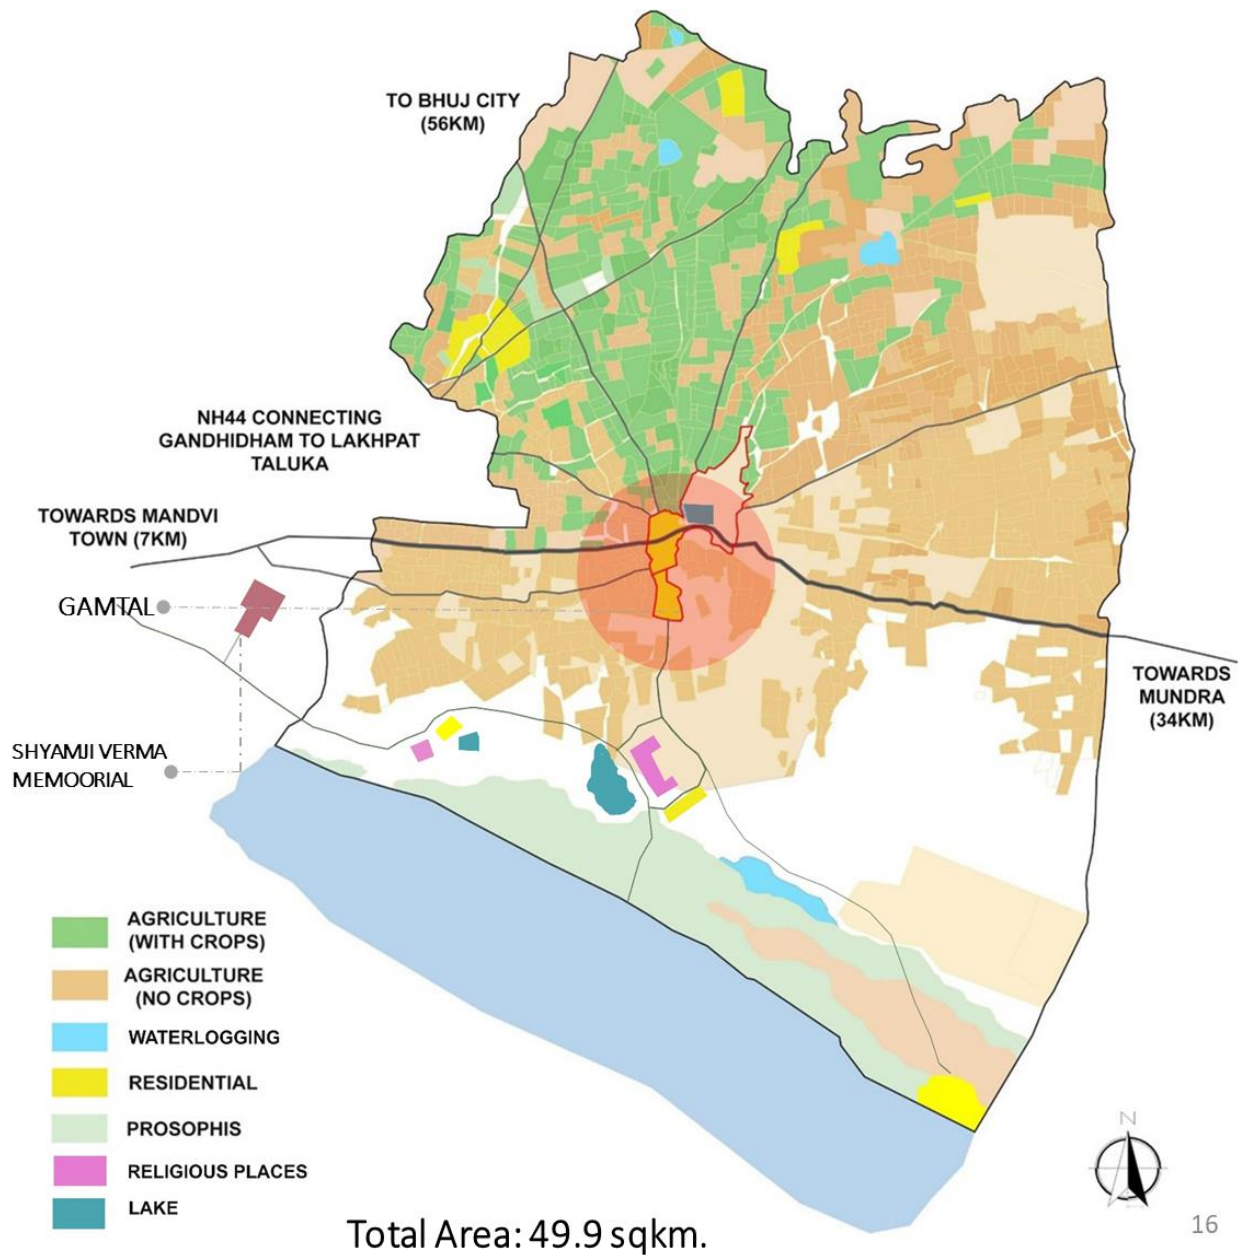 TO BHUJ CITY
(56KM)
NH44 CONNECTING
GANDHIDHAM TO LAKHPAT
TALUKA
TOWARDS MANDVI
TOWN (7KM)
GAMTAL
TOWARDS
MUNDRA
(34KM)
SHYAMJI VERMA
MEMOORIAL
AGRICULTURE
(WITH CROPS)
AGRICULTURE
(NO CROPS)
WATERLOGGING
RESIDENTIAL
PROSOPHIS
RELIGIOUS PLACES
LAKE
N
Total Area: 49.9 sqkm.
16